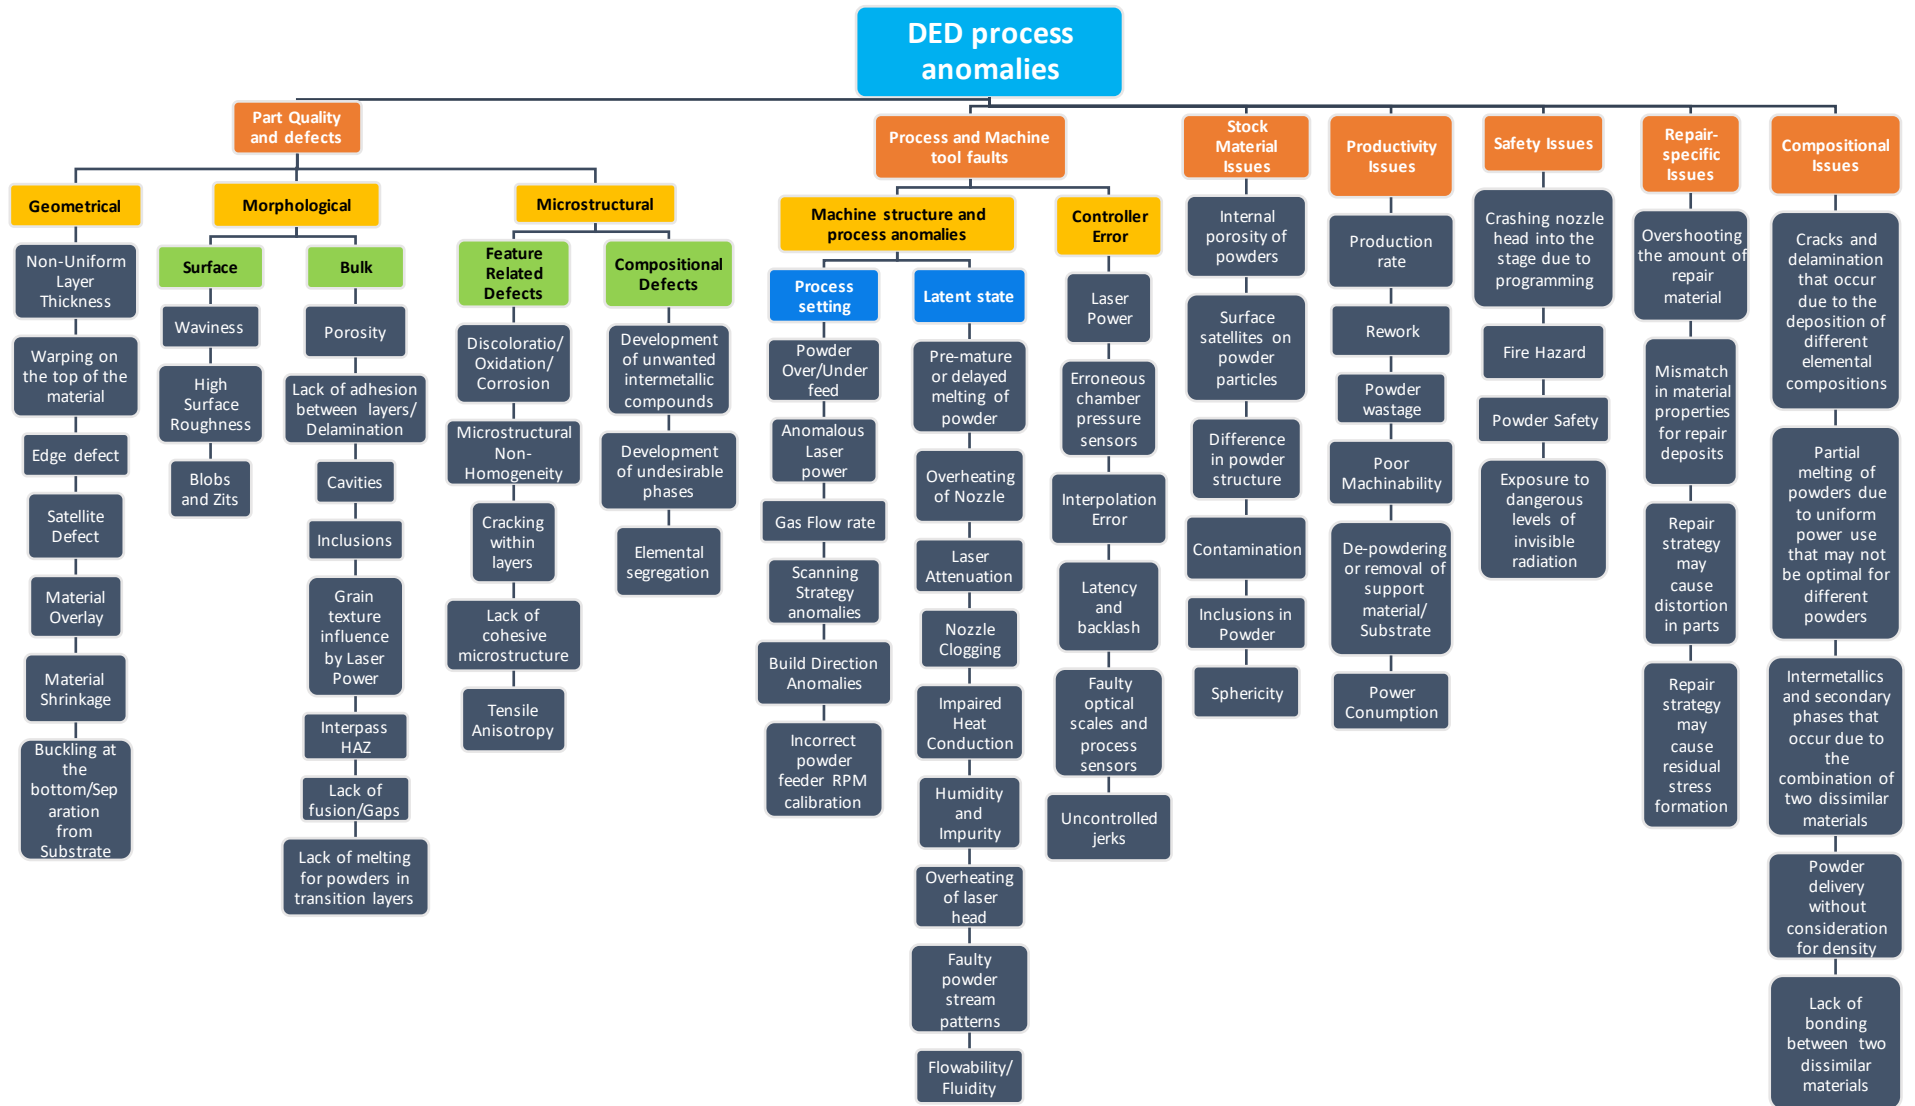 DED process
anomalies
Part Quality
and defects
Geometrical
Non-Uniform
Layer
Thickness
Warping on
the top of the
material
Edge defect
Satellite
Defect
Material
Overlay
Material
Shrinkage
Buckling at
the
bottom/Sep
aration
from
Substrate
Morphological
Surface
Waviness
High
Surface
Roughness
Blobs
and Zits
Bulk
Porosity
Lack of adhesion
between layers/
Delamination
Cavities
Inclusions
Grain
texture
influence
by Laser
Power
Interpass
HAZ
Lack of
fusion/Gaps
Lack of melting
for powders in
transition layers
Microstructural
Feature
Related
Defects
Discoloratio/
Oxidation/
Corrosion
Microstructural
Non-
Homogeneity
Cracking
within
layers
Lack of
cohesive
microstructure
Tensile
Anisotropy
Compositional
Defects
Development
of unwanted
intermetallic
compounds
Development
of undesirable
phases
Elemental
segregation
Process and Machine
tool faults
Machine structure and
process anomalies
Process
setting
Powder
Over/Under
feed
Anomalous
Laser
power
Gas Flow rate
Scanning
Strategy
anomalies
Build Direction
Anomalies
Incorrect
powder
feeder RPM
calibration
Latent state
Pre-mature
or delayed
melting of
powder
Overheating
of Nozzle
Laser
Attenuation
Nozzle
Clogging
Impaired
Heat
Conduction
Humidity
and
Impurity
Overheating
of laser
head
Faulty
powder
stream
patterns
Flowability/
Fluidity
Controller
Error
Laser
Power
Erroneous
chamber
pressure
sensors
Interpolation
Error
Latency
and
backlash
Faulty
optical
scales and
process
sensors
Uncontrolled
jerks
Stock
Material
Issues
Internal
porosity of
powders
Surface
satellites on
powder
particles
Difference
in powder
structure
Contamination
Inclusions in
Powder
Sphericity
Productivity
Issues
Production
rate
Rework
Powder
wastage
Poor
Machinability
De-powdering
or removal of
support
material/
Substrate
Power
Conumption
Safety Issues
Crashing nozzle
head into the
stage due to
programming
Fire Hazard
Powder Safety
Exposure to
dangerous
levels of
invisible
radiation
Repair-
specific
Issues
Overshooting
the amount of
repair
material
Mismatch in
material
properties
for repair
deposits
Repair
strategy
may
cause
distortion
in parts
Repair
strategy
may
cause
residual
stress
formation
Compositional
Issues
Cracks and
delamination
that occur
due to the
deposition of
different
elemental
compositions
Partial
melting of
powders due
to uniform
power use
that may not
be optimal for
different
powders
Intermetallics
and secondary
phases that
occur due to
the
combination of
two dissimilar
materials
Powder
delivery
without
consideration
for density
Lack of
bonding
between two
dissimilar
materials